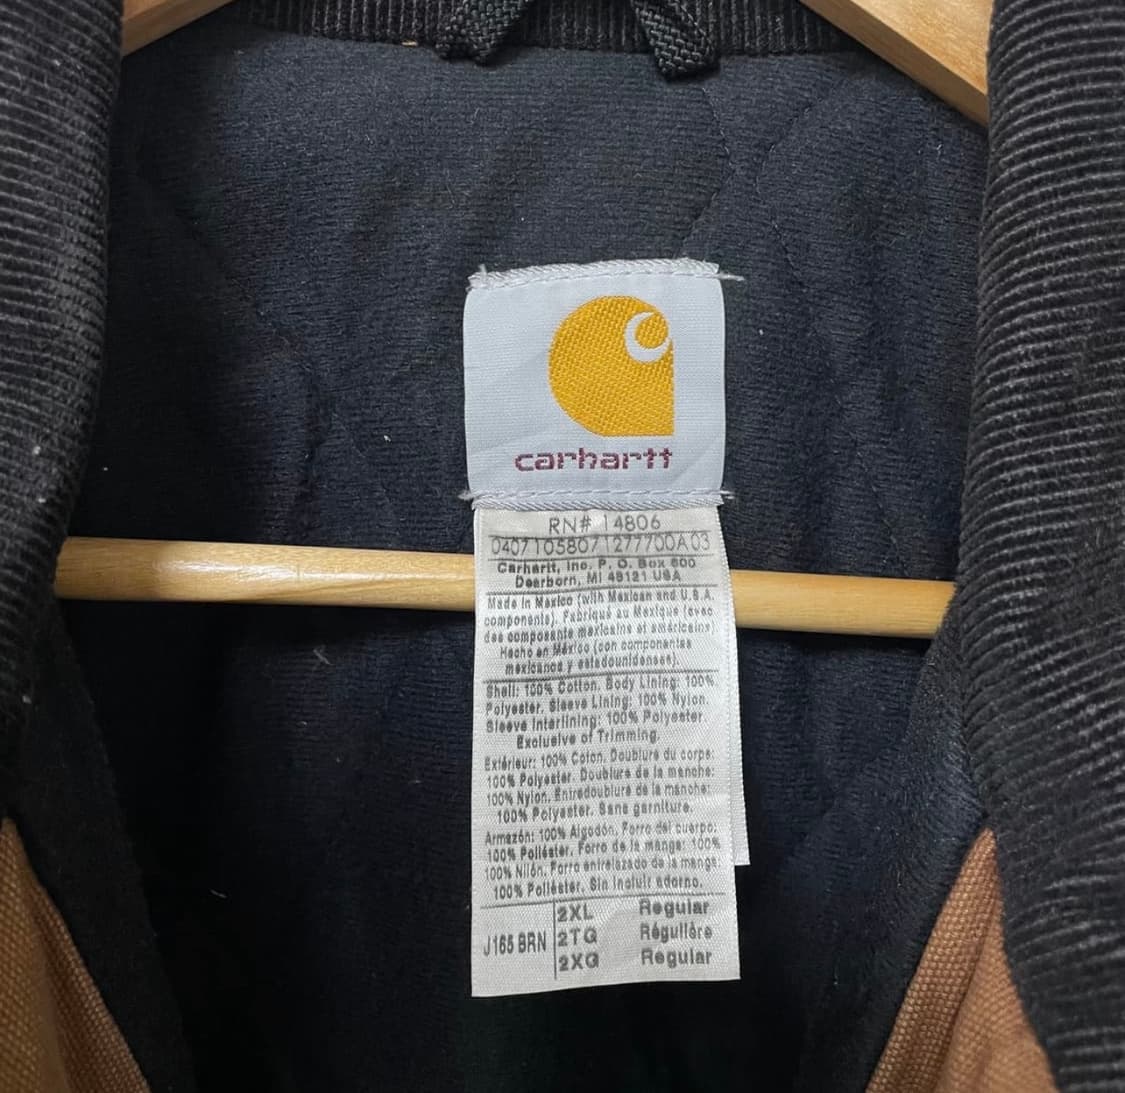 carhartt
RN# 14806
04071058071277700A03
Carhartt, Inc. P. O. Box 600
Dearborn, MI 48121 USA
Made in Mexico (with Mexican and U.S.A.
components). Fabriqué au Mexique (avec
des composants mexicains et américains)
Hecho en México (con componentes
mexicanos y estadounidenses).
Shell: 100% Cotton. Body Lining: 100%
Polyester. Sleeve Lining: 100% Nylon.
Sleeve Interlining: 100% Polyester.
Exclusive of Trimming.
Extérieur: 100% Coton. Doublure du corps:
100% Polyester. Doublure de la manche:
100% Nylon. Entredoublure de la manche:
100% Polyester. Sans garniture.
Armazón: 100% Algodón. Forro del cuerpo:
100% Poliéster. Forro de la manga: 100%
100% Nilón. Forro entrelazado de la manga:
100% Poliéster. Sin incluir adorno.
J165 BRN
2XL Regular
2TG Régulière
2XG Regular